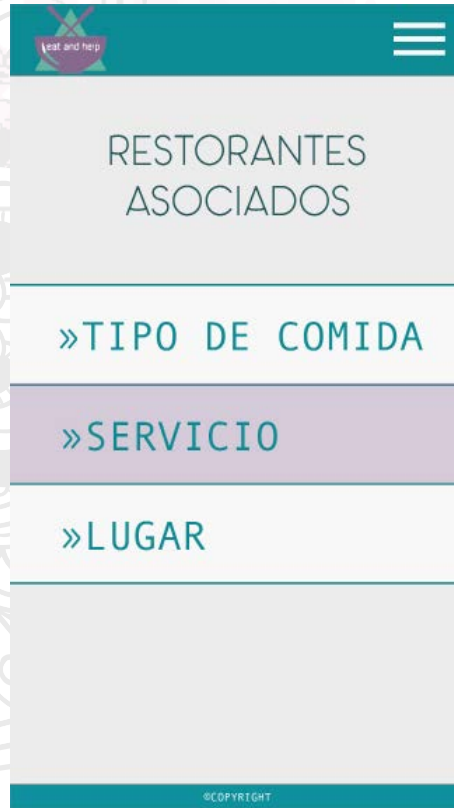 eat and help
RESTORANTES
ASOCIADOS
»TIPO DE COMIDA
»SERVICIO
»LUGAR
©COPYRIGHT